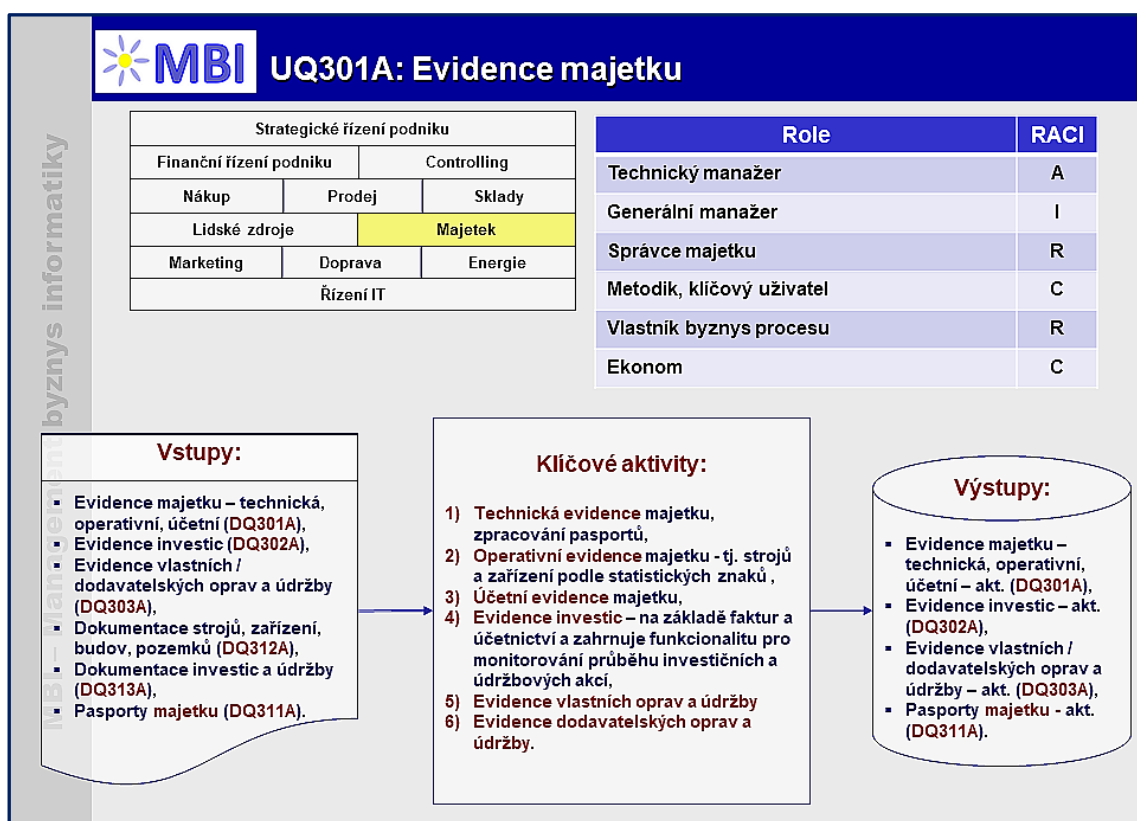 MBI
UQ301A: Evidence majetku
MBI – Management byznys informatiky
Strategické řízení podniku
Finanční řízení podniku Controlling
Nákup Prodej Sklady
Lidské zdroje Majetek
Marketing Doprava Energie
Řízení IT
Role RACI
Technický manažer A
Generální manažer I
Správce majetku R
Metodik, klíčový uživatel C
Vlastník byznys procesu R
Ekonom C
Vstupy:
▪ Evidence majetku – technická,
operativní, účetní (DQ301A),
▪ Evidence investic (DQ302A),
▪ Evidence vlastních /
dodavatelských oprav a údržby
(DQ303A),
▪ Dokumentace strojů, zařízení,
budov, pozemků (DQ312A),
▪ Dokumentace investic a údržby
(DQ313A),
▪ Pasporty majetku (DQ311A).
Klíčové aktivity:
1) Technická evidence majetku,
zpracování pasportů,
2) Operativní evidence majetku - tj. strojů
a zařízení podle statistických znaků ,
3) Účetní evidence majetku,
4) Evidence investic – na základě faktur a
účetnictví a zahrnuje funkcionalitu pro
monitorování průběhu investičních a
údržbových akcí,
5) Evidence vlastních oprav a údržby
6) Evidence dodavatelských oprav a
údržby.
Výstupy:
▪ Evidence majetku –
technická, operativní,
účetní – akt. (DQ301A),
▪ Evidence investic – akt.
(DQ302A),
▪ Evidence vlastních /
dodavatelských oprav a
údržby – akt. (DQ303A),
▪ Pasporty majetku - akt.
(DQ311A).